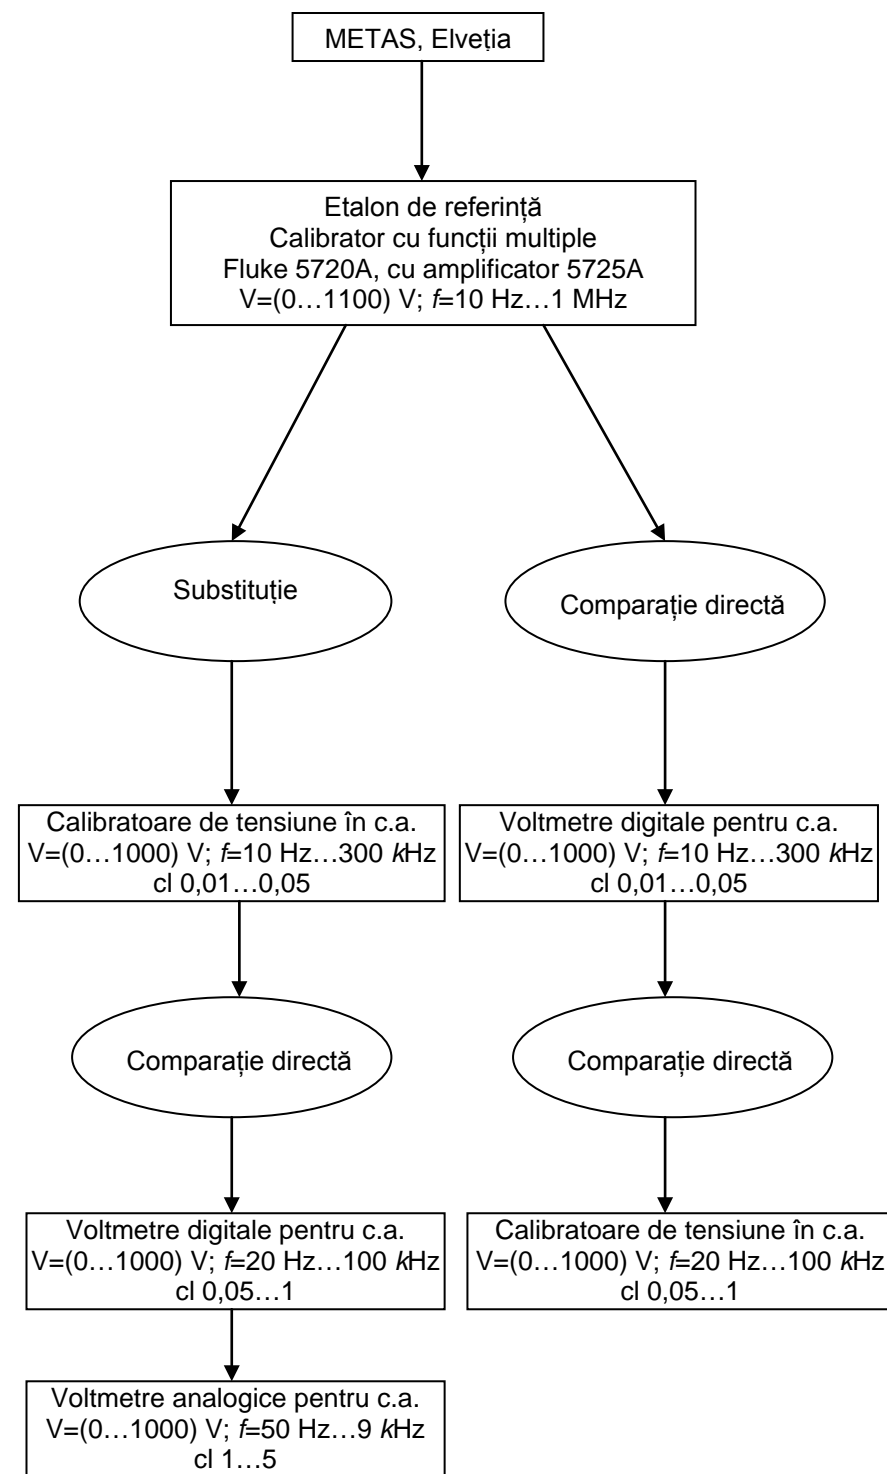 METAS, Elveția
Etalon de referință
Calibrator cu funcții multiple
Fluke 5720A, cu amplificator 5725A
V=(0…1100) V; f=10 Hz…1 MHz
Substituție
Comparație directă
Calibratoare de tensiune în c.a.
V=(0…1000) V; f=10 Hz…300 kHz
cl 0,01…0,05
Voltmetre digitale pentru c.a.
V=(0…1000) V; f=10 Hz…300 kHz
cl 0,01…0,05
Comparație directă
Comparație directă
Voltmetre digitale pentru c.a.
V=(0…1000) V; f=20 Hz…100 kHz
cl 0,05…1
Calibratoare de tensiune în c.a.
V=(0…1000) V; f=20 Hz…100 kHz
cl 0,05…1
Voltmetre analogice pentru c.a.
V=(0…1000) V; f=50 Hz…9 kHz
cl 1…5